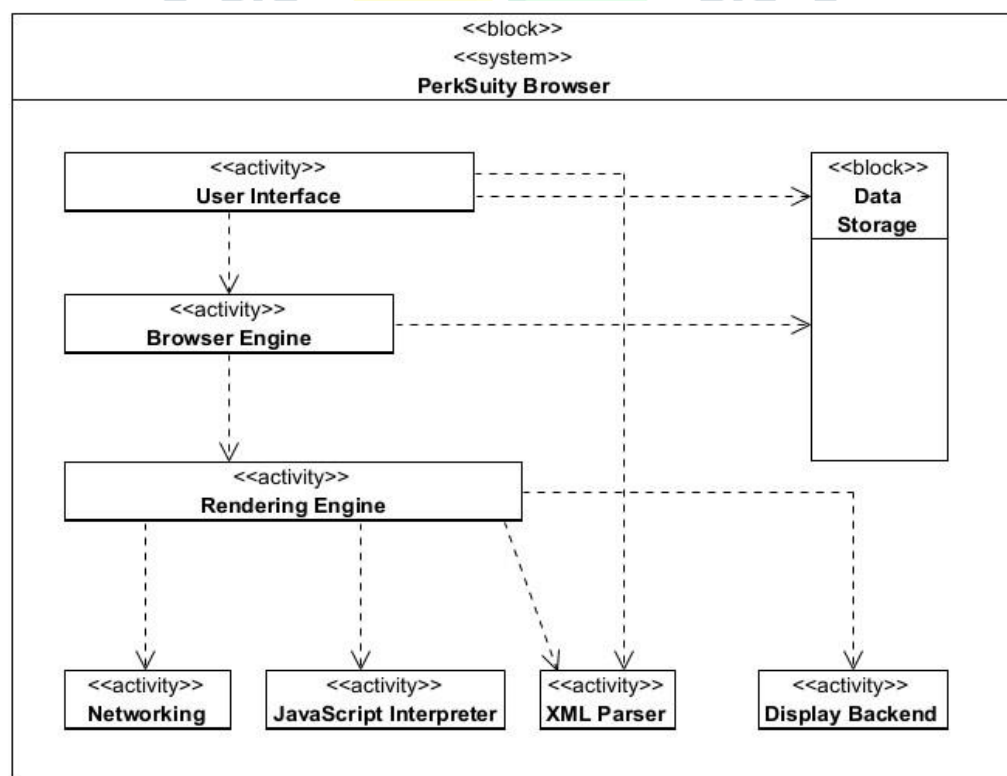 <<block>>
<<system>>
PerkSuity Browser
<<activity>>
User Interface
<<block>>
Data
Storage
<<activity>>
Browser Engine
<<activity>>
Rendering Engine
<<activity>>
Networking
<<activity>>
JavaScript Interpreter
<<activity>>
XML Parser
<<activity>>
Display Backend